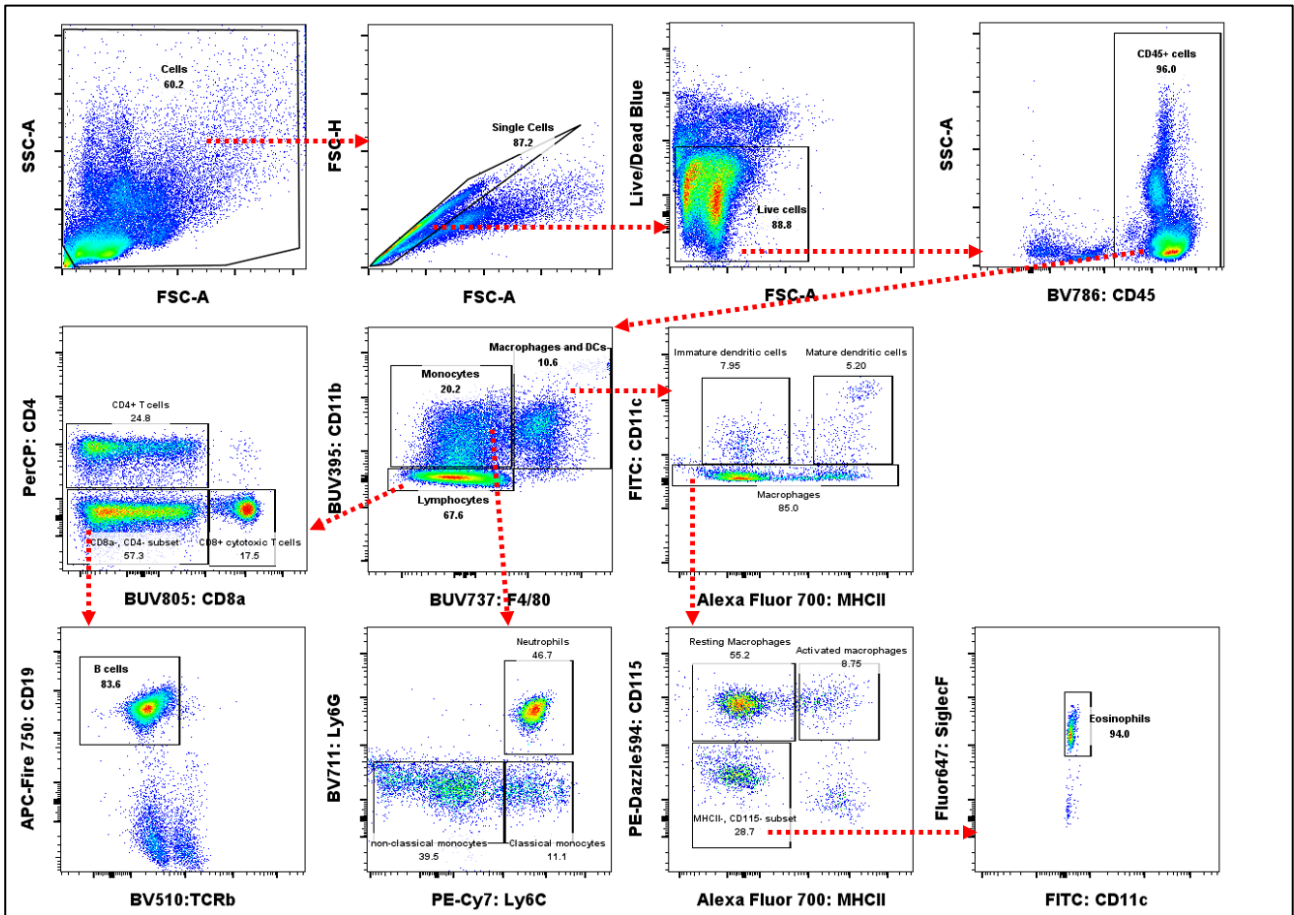 SSC-A
Cells
60.2
FSC-A
FSC-H
Single Cells
87.2
FSC-A
Live/Dead Blue
Live cells
88.8
FSC-A
SSC-A
CD45+ cells
96.0
BV786: CD45
PerCP: CD4
CD4+ T cells
24.8
CD8a-, CD4- subset
57.3
CD8+ cytotoxic T cells
17.5
BUV805: CD8a
BUV395: CD11b
Macrophages and DCs
10.6
Monocytes
20.2
Lymphocytes
67.6
BUV737: F4/80
FITC: CD11c
Immature dendritic cells
7.95
Mature dendritic cells
5.20
Macrophages
85.0
Alexa Fluor 700: MHCII
APC-Fire 750: CD19
B cells
83.6
BV510:TCRb
BV711: Ly6G
Neutrophils
46.7
non-classical monocytes
39.5
Classical monocytes
11.1
PE-Cy7: Ly6C
PE-Dazzle594: CD115
Resting Macrophages
55.2
Activated macrophages
8.75
MHCII-, CD115- subset
28.7
Alexa Fluor 700: MHCII
Fluor647: SiglecF
Eosinophils
94.0
FITC: CD11c